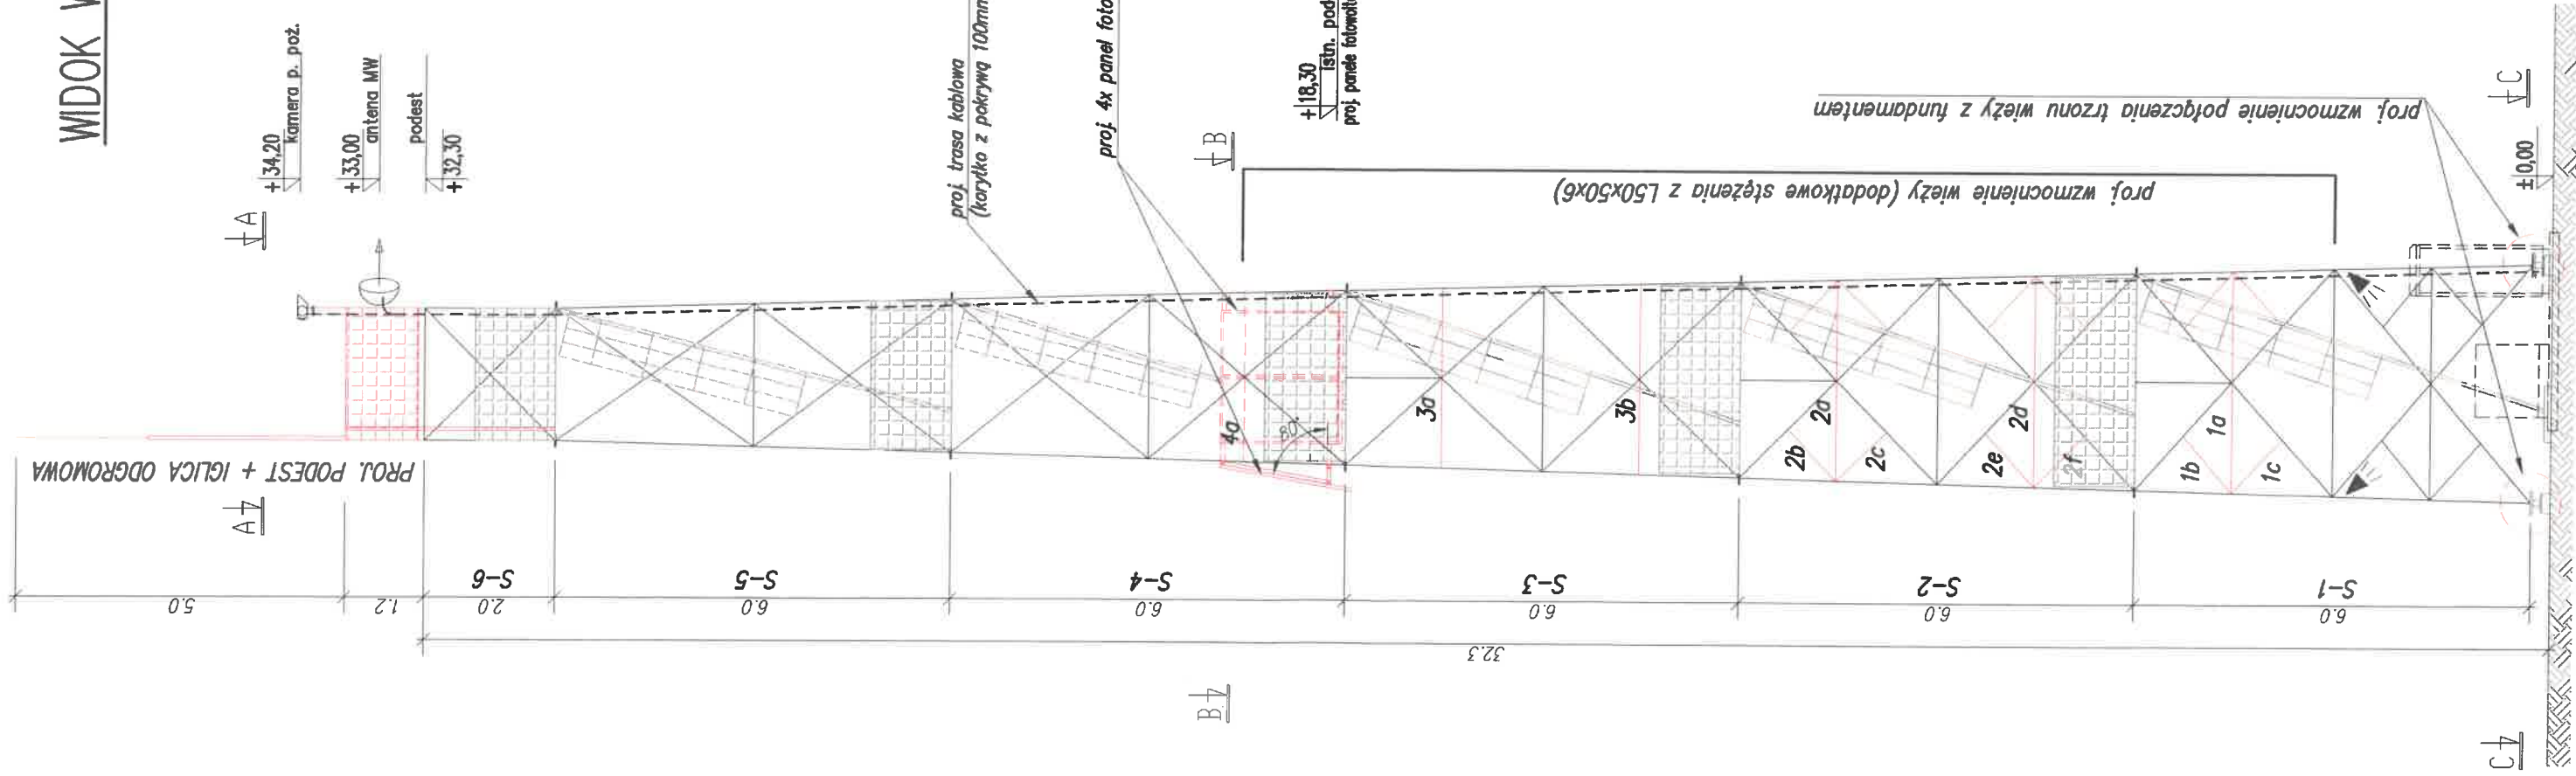 WIDOK W
+34,20
kamera p. poż.
+33,00
antena MW
podest
+32,30
A
A
PROJ. PODEST + IGLICA ODGROMOWA
proj. trasa kablowa
(korytko z pokrywą 100mm
proj. 4x panel foto
+18,30
istn. pod
proj. panele fotowolt
B
B
proj. wzmocnienie wieży (dodatkowe stężenia z L50x50x6)
proj. wzmocnienie połączenia trzonu wieży z fundamentem
±0,00
C
C
4a
80°
3a
3b
2a
2b
2c
2d
2e
2f
1a
1b
1c
S-6
S-5
S-4
S-3
S-2
S-1
5.0
1.2
2.0
6.0
6.0
6.0
6.0
6.0
32.3